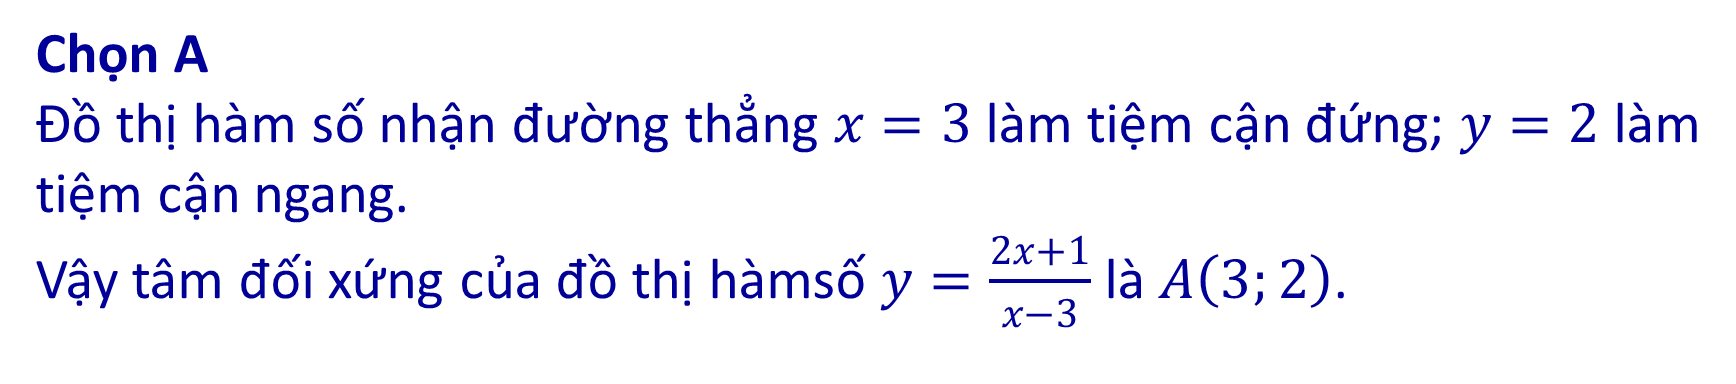 Chọn A
Đồ thị hàm số nhận đường thẳng x = 3 làm tiệm cận đứng; y = 2 làm
tiệm cận ngang.
Vậy tâm đối xứng của đồ thị hàmsố y = \frac{2x+1}{x−3} là A(3; 2).